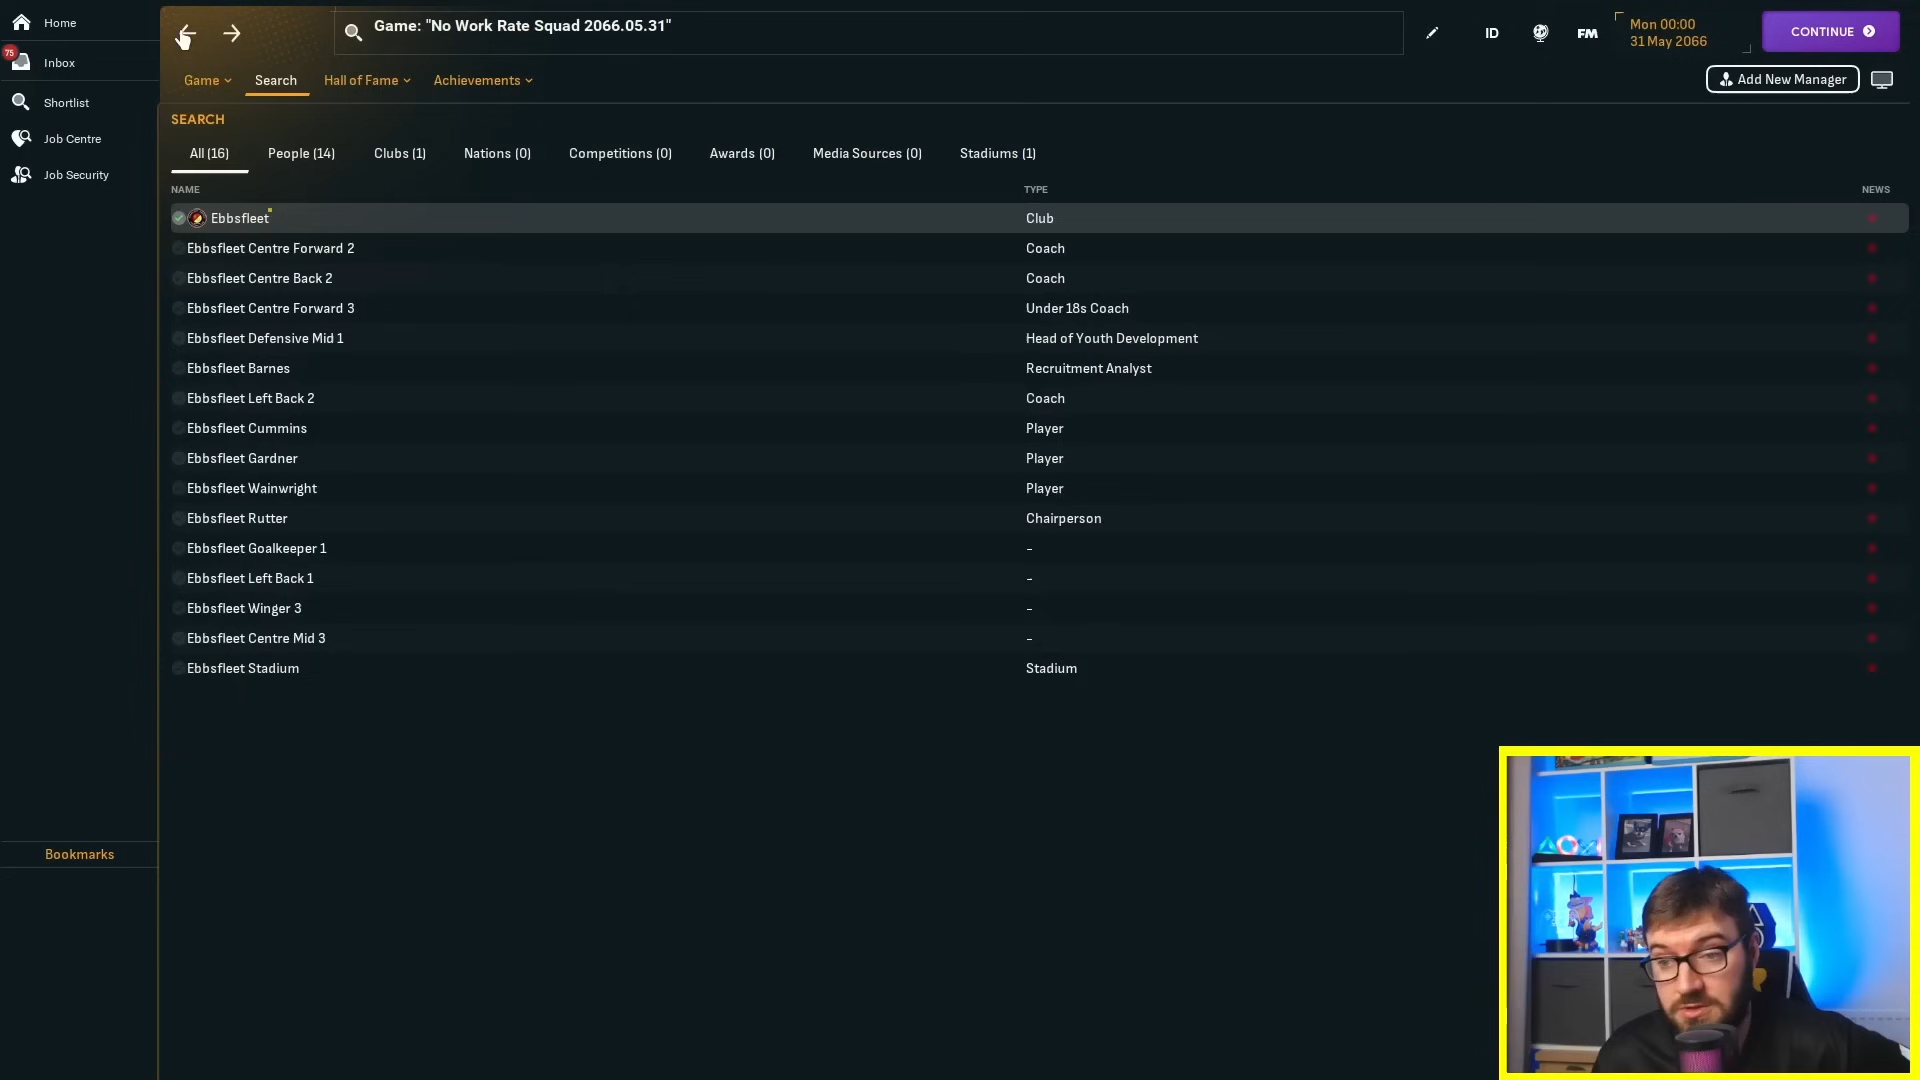 Home
75
Inbox
Shortlist
Job Centre
Job Security
Bookmarks
Game: "No Work Rate Squad 2066.05.31"
ID
FM
Mon 00:00
31 May 2066
CONTINUE
Game
Search
Hall of Fame
Achievements
Add New Manager
SEARCH
All (16)
People (14)
Clubs (1)
Nations (0)
Competitions (0)
Awards (0)
Media Sources (0)
Stadiums (1)
NAME TYPE NEWS
Ebbsfleet Club
Ebbsfleet Centre Forward 2 Coach
Ebbsfleet Centre Back 2 Coach
Ebbsfleet Centre Forward 3 Under 18s Coach
Ebbsfleet Defensive Mid 1 Head of Youth Development
Ebbsfleet Barnes Recruitment Analyst
Ebbsfleet Left Back 2 Coach
Ebbsfleet Cummins Player
Ebbsfleet Gardner Player
Ebbsfleet Wainwright Player
Ebbsfleet Rutter Chairperson
Ebbsfleet Goalkeeper 1 -
Ebbsfleet Left Back 1 -
Ebbsfleet Winger 3 -
Ebbsfleet Centre Mid 3 -
Ebbsfleet Stadium Stadium